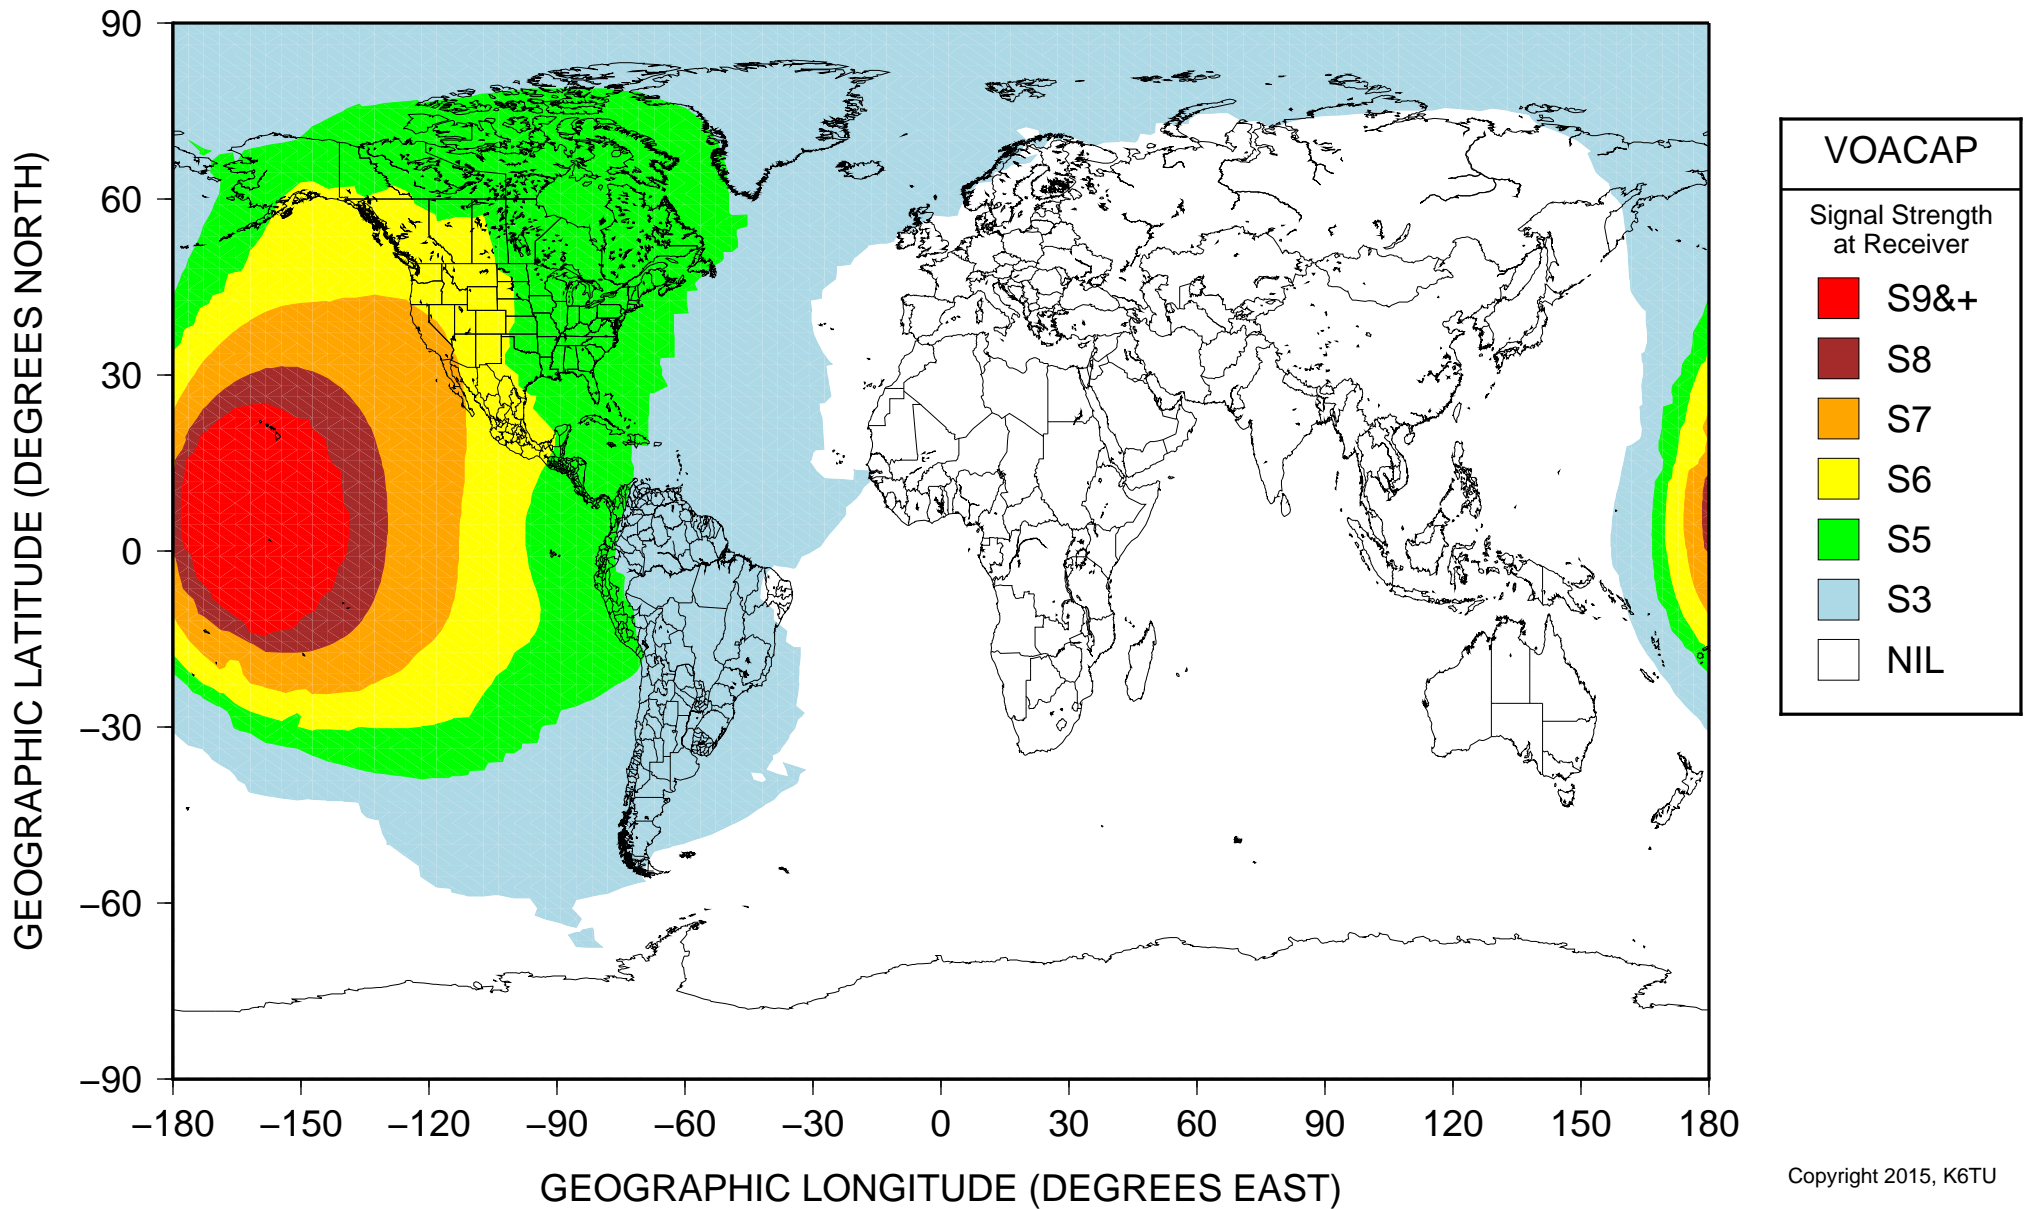 90
60
30
0
−30
−60
−90
GEOGRAPHIC LATITUDE (DEGREES NORTH)
−180 −150 −120 −90 −60 −30 0 30 60 90 120 150 180
GEOGRAPHIC LONGITUDE (DEGREES EAST)
VOACAP
Signal Strength
at Receiver
S9&+
S8
S7
S6
S5
S3
NIL
Copyright 2015, K6TU